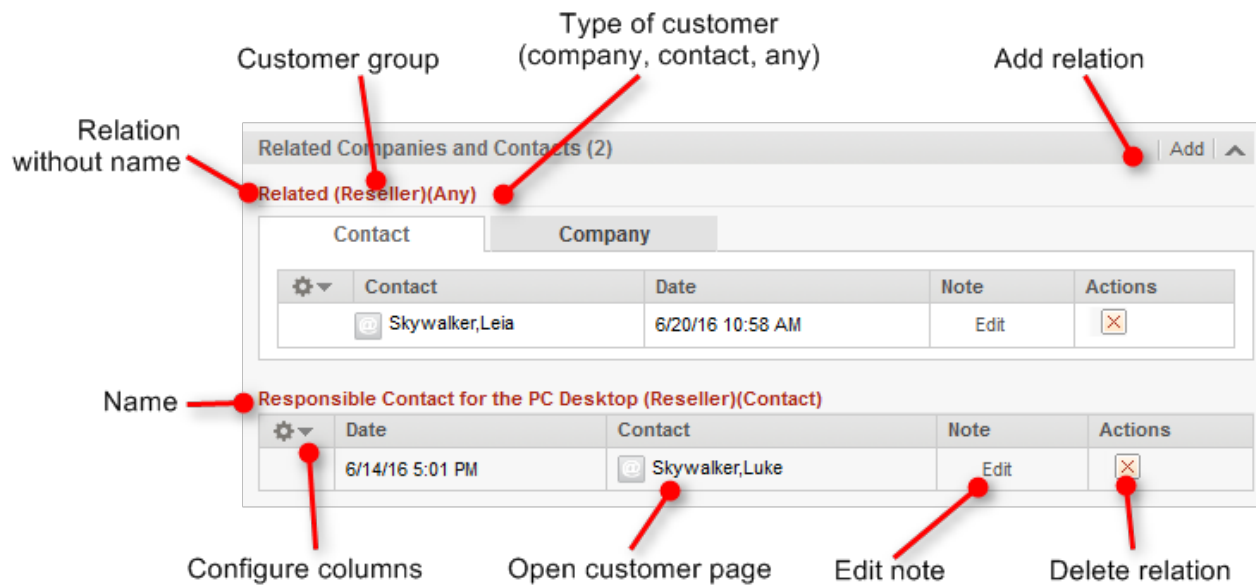 Type of customer
(company, contact, any)
Customer group
Add relation
Relation
without name
Related Companies and Contacts (2)
Add
Related (Reseller)(Any)
Contact
Company
Contact Date Note Actions
@ Skywalker,Leia 6/20/16 10:58 AM Edit
Name
Responsible Contact for the PC Desktop (Reseller)(Contact)
Date Contact Note Actions
6/14/16 5:01 PM @ Skywalker,Luke Edit
Configure columns
Open customer page
Edit note
Delete relation